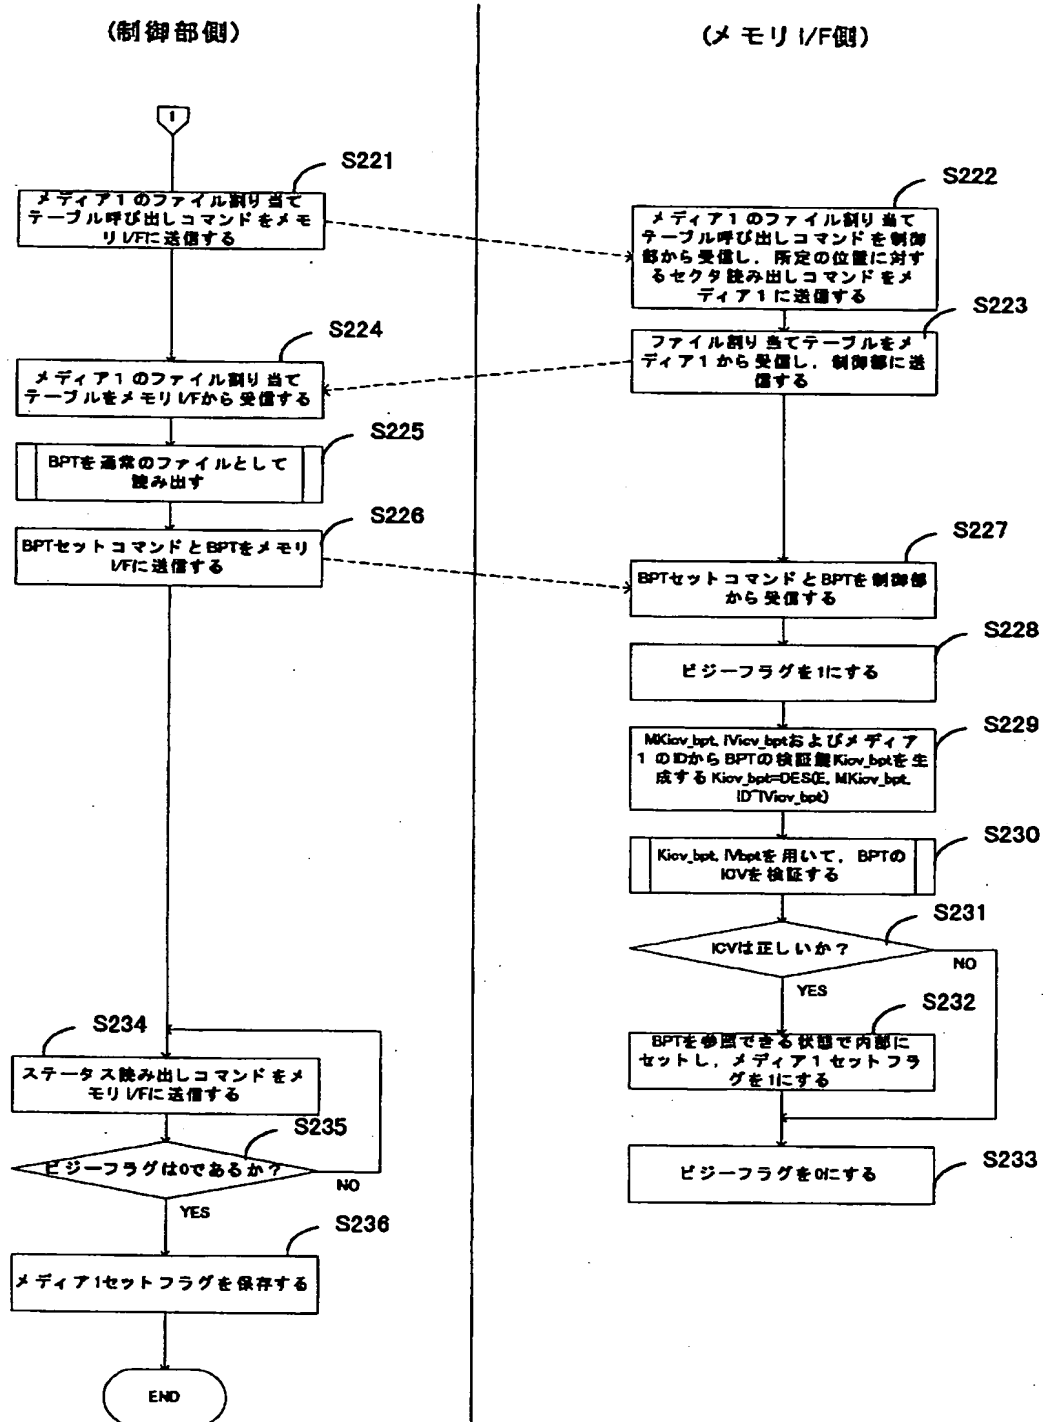 (制御部側)
(メモリI/F側)
1
S221
メディア1のファイル割り当て
テーブル呼び出しコマンドをメモ
リI/Fに送信する
S222
メディア1のファイル割り当て
テーブル呼び出しコマンドを制御
部から受信し，所定の位置に対す
るセクタ読み出しコマンドをメ
ディア1に送信する
S223
ファイル割り当てテーブルをメ
ディア1から受信し，制御部に送
信する
S224
メディア1のファイル割り当て
テーブルをメモリI/Fから受信する
S225
BPTを通常のファイルとして
読み出す
S226
BPTセットコマンドとBPTをメモリ
I/Fに送信する
S227
BPTセットコマンドとBPTを制御部
から受信する
S228
ビジーフラグを1にする
S229
MKicv_bpt, IVicv_bptおよびメディア
1のIDからBPTの検証鍵Kicv_bptを生
成する Kicv_bpt=DES(E, MKicv_bpt,
ID^IVicv_bpt)
S230
Kicv_bpt, IVbptを用いて，BPTの
ICVを検証する
S231
ICVは正しいか？
NO
YES
S232
BPTを参照できる状態で内部に
セットし，メディア1セットフラ
グを1にする
S233
ビジーフラグを0にする
S234
ステータス読み出しコマンドをメ
モリI/Fに送信する
S235
ビジーフラグは0であるか？
NO
YES
S236
メディア1セットフラグを保存する
END